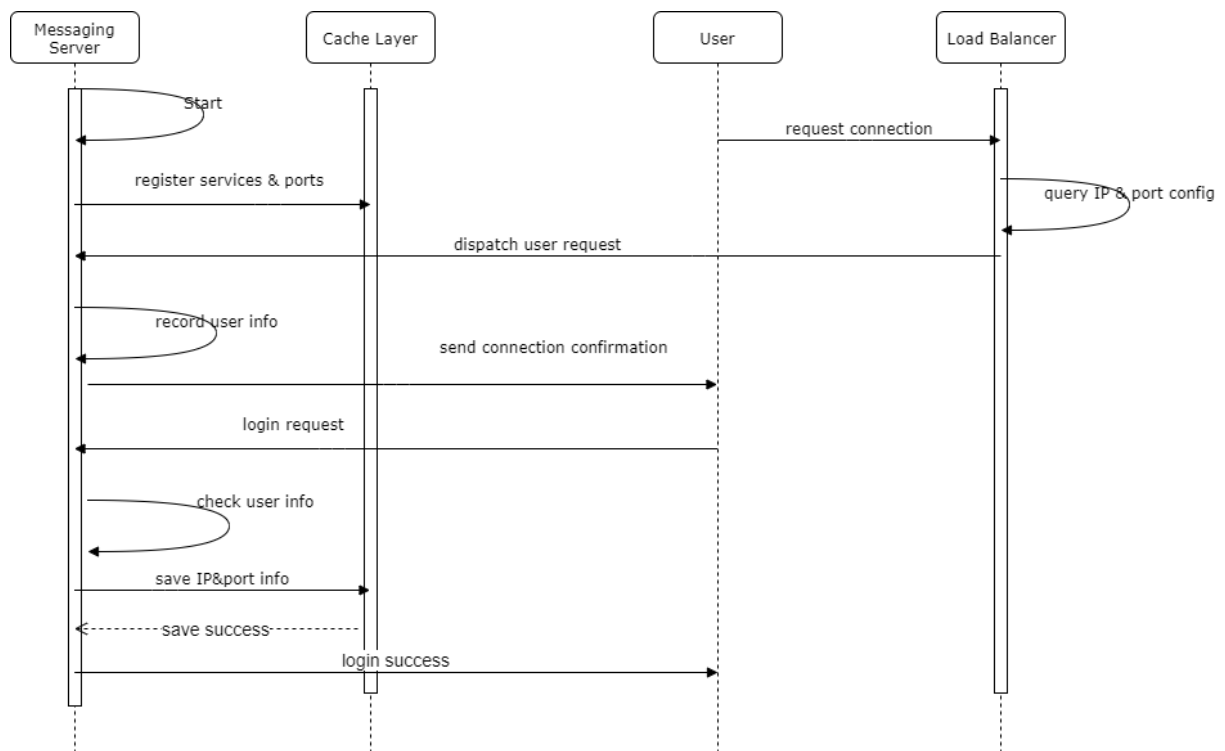 Messaging
Server
Cache Layer
User
Load Balancer
Start
request connection
register services & ports
query IP & port config
dispatch user request
record user info
send connection confirmation
login request
check user info
save IP&port info
save success
login success